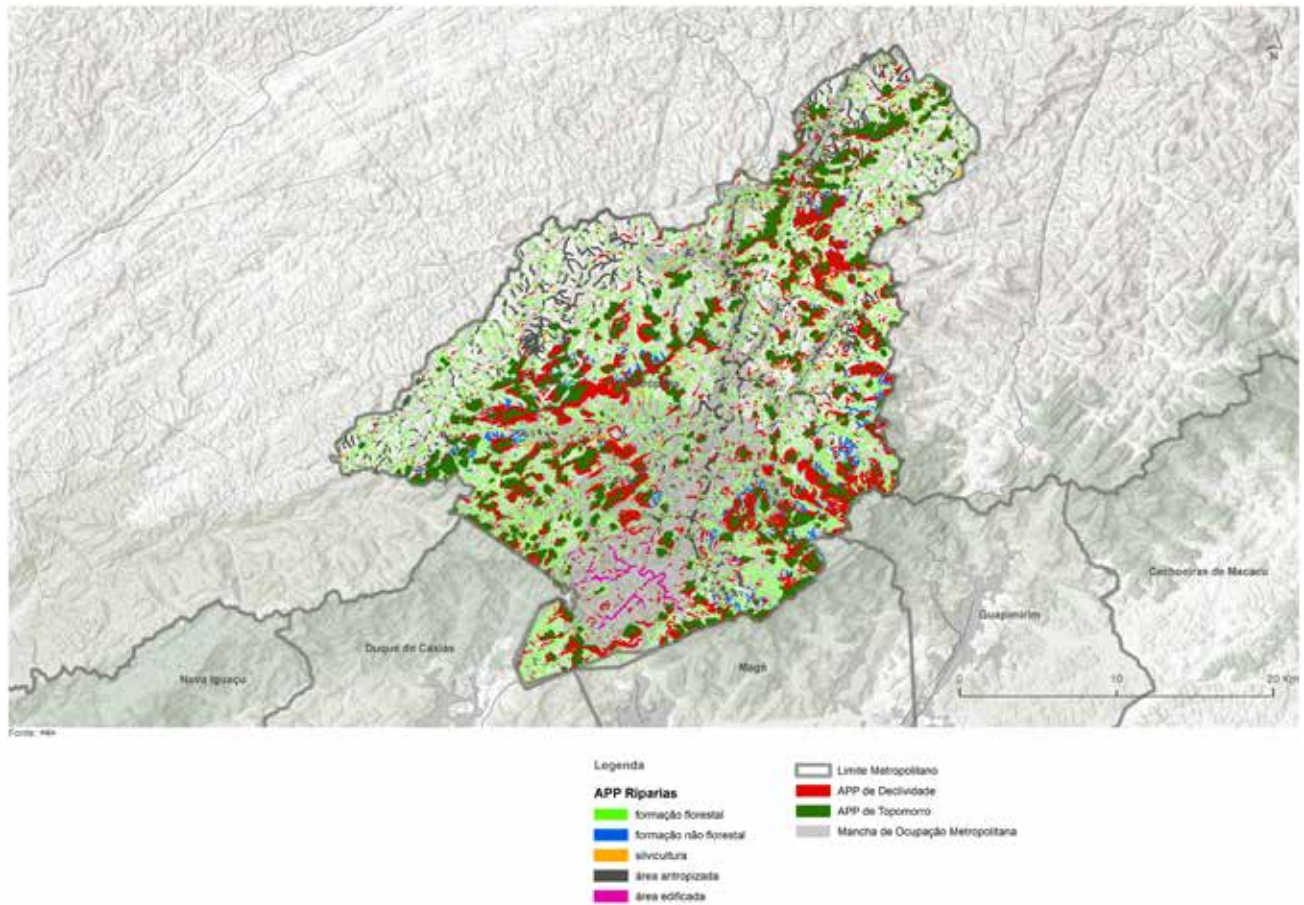 N
Cachoeiras de Macacu
Guapimirim
Duque de Caxias
Magé
Nova Iguaçu
0 10 20 Km
Fonte:
Legenda
APP Riparias
formação florestal
formação não florestal
silvicultura
área antropizada
área edificada
Limite Metropolitano
APP de Declividade
APP de Topomorro
Mancha de Ocupação Metropolitana